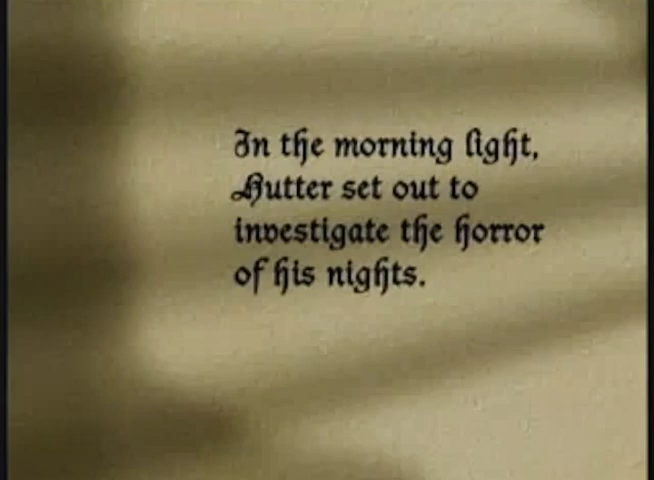 In the morning light,
Hutter set out to
investigate the horror
of his nights.